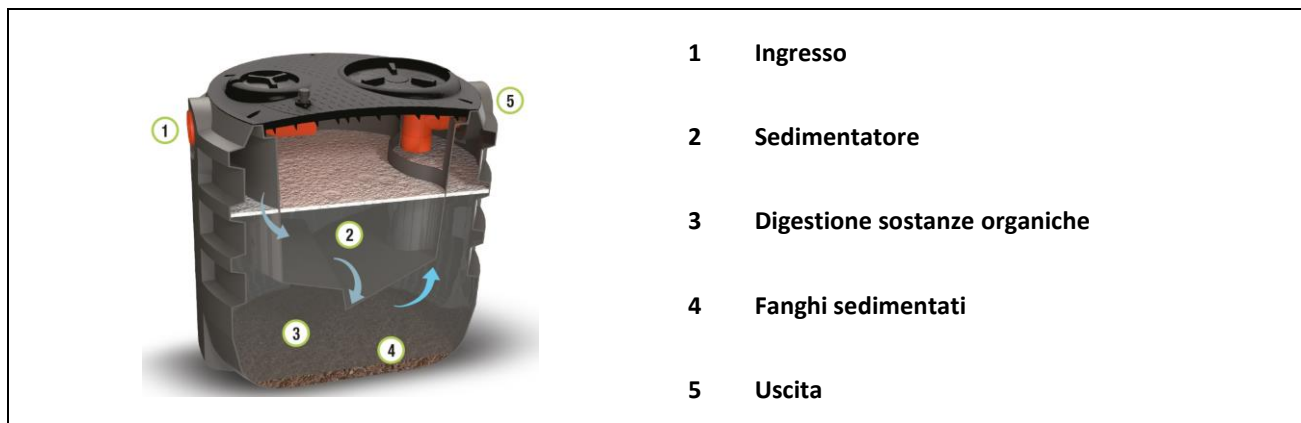 1
5
2
3
4
1 Ingresso
2 Sedimentatore
3 Digestione sostanze organiche
4 Fanghi sedimentati
5 Uscita